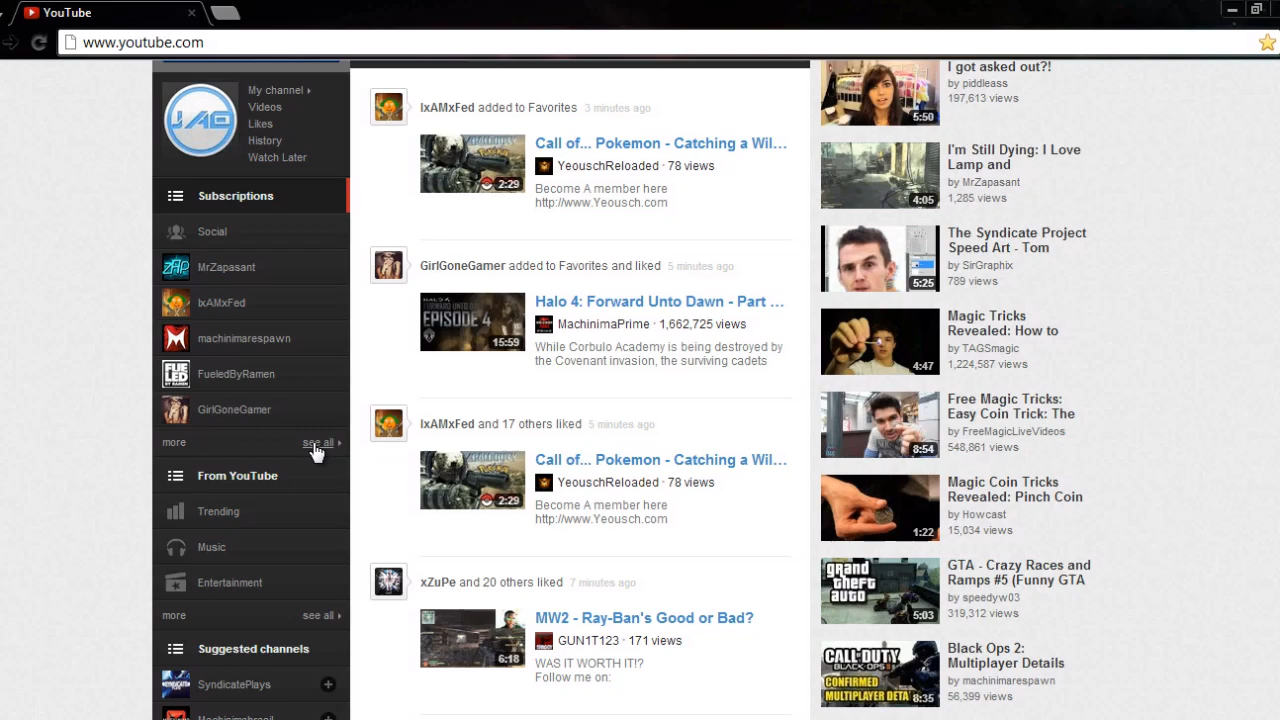 YouTube
www.youtube.com
JAO
My channel
Videos
Likes
History
Watch Later
Subscriptions
Social
MrZapasant
IxAMxFed
machinimarespawn
FUELED
BY RAMEN
FueledByRamen
GirlGoneGamer
more
see all
From YouTube
Trending
Music
Entertainment
more
see all
Suggested channels
SyndicatePlays
IxAMxFed added to Favorites 3 minutes ago
2:29
Call of... Pokemon - Catching a Wil...
YeouschReloaded · 78 views
Become A member here
http://www.Yeousch.com
GirlGoneGamer added to Favorites and liked 5 minutes ago
HALO 4
FORWARD UNTO DAWN
EPISODE 4
15:59
Halo 4: Forward Unto Dawn - Part ...
MachinimaPrime · 1,662,725 views
While Corbulo Academy is being destroyed by
the Covenant invasion, the surviving cadets
IxAMxFed and 17 others liked 5 minutes ago
2:29
Call of... Pokemon - Catching a Wil...
YeouschReloaded · 78 views
Become A member here
http://www.Yeousch.com
xZuPe and 20 others liked 7 minutes ago
6:18
MW2 - Ray-Ban's Good or Bad?
GUN1T123 · 171 views
WAS IT WORTH IT!?
Follow me on:
5:50
I got asked out?!
by piddleass
197,613 views
4:05
I'm Still Dying: I Love
Lamp and
by MrZapasant
1,285 views
5:25
The Syndicate Project
Speed Art - Tom
by SirGraphix
789 views
4:47
Magic Tricks
Revealed: How to
by TAGSmagic
1,224,587 views
8:54
Free Magic Tricks:
Easy Coin Trick: The
by FreeMagicLiveVideos
548,861 views
1:22
Magic Coin Tricks
Revealed: Pinch Coin
by Howcast
15,034 views
grand
theft
auto
5:03
GTA - Crazy Races and
Ramps #5 (Funny GTA
by speedyw03
319,312 views
CALL OF DUTY
BLACK OPS II
CONFIRMED
MULTIPLAYER DETA
8:35
Black Ops 2:
Multiplayer Details
by machinimarespawn
56,399 views